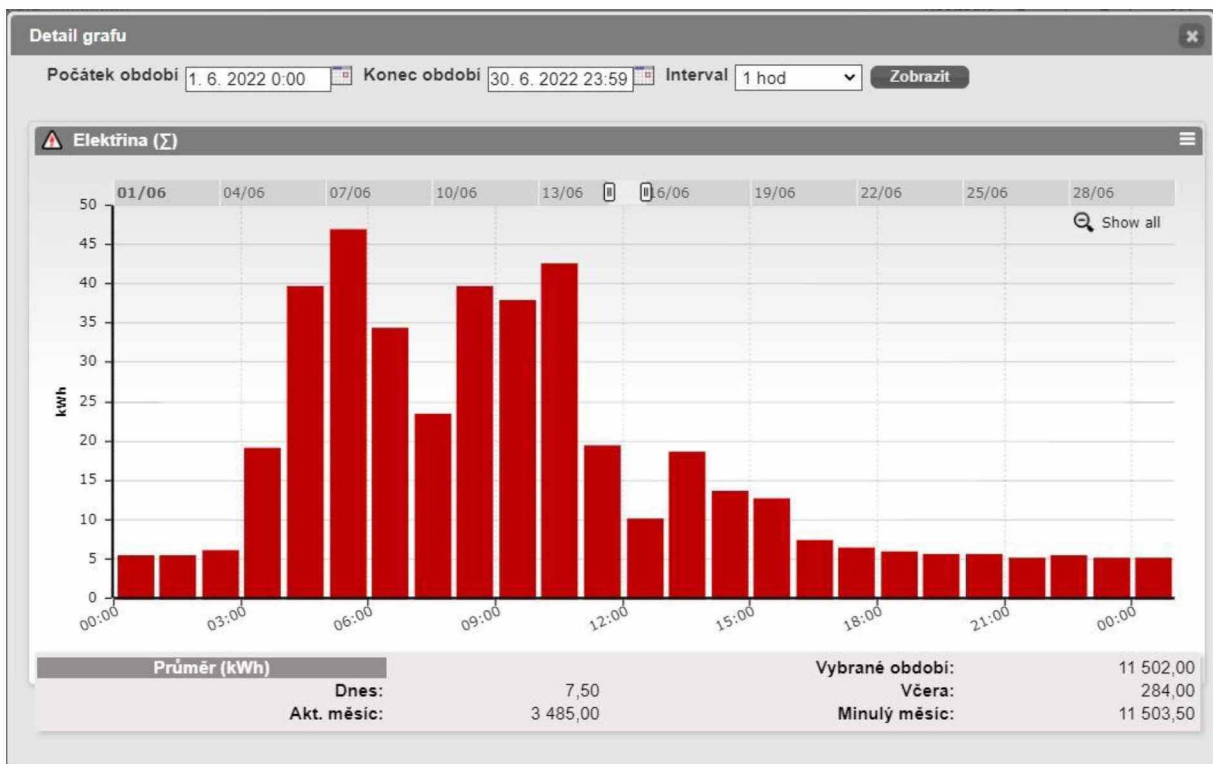 Detail grafu
Počátek období 1. 6. 2022 0:00 Konec období 30. 6. 2022 23:59 Interval 1 hod Zobrazit
Elektřina (∑)
01/06 04/06 07/06 10/06 13/06 16/06 19/06 22/06 25/06 28/06
Show all
50
45
40
35
30
25
20
15
10
5
0
kWh
00:00 03:00 06:00 09:00 12:00 15:00 18:00 21:00 00:00
Průměr (kWh) Vybrané období: 11 502,00
Dnes: 7,50 Včera: 284,00
Akt. měsíc: 3 485,00 Minulý měsíc: 11 503,50